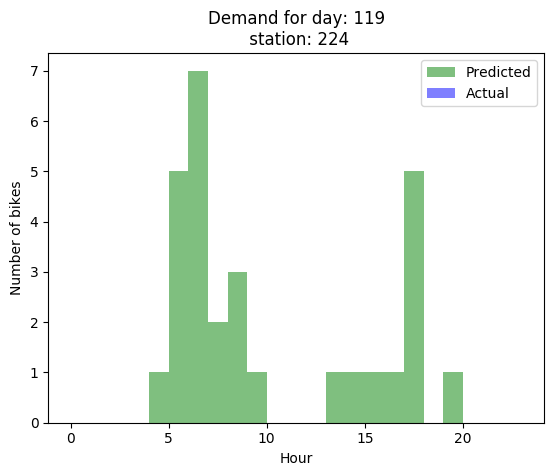 Demand for day: 119
station: 224
Predicted
Actual
Number of bikes
7
6
5
4
3
2
1
0
0 5 10 15 20
Hour